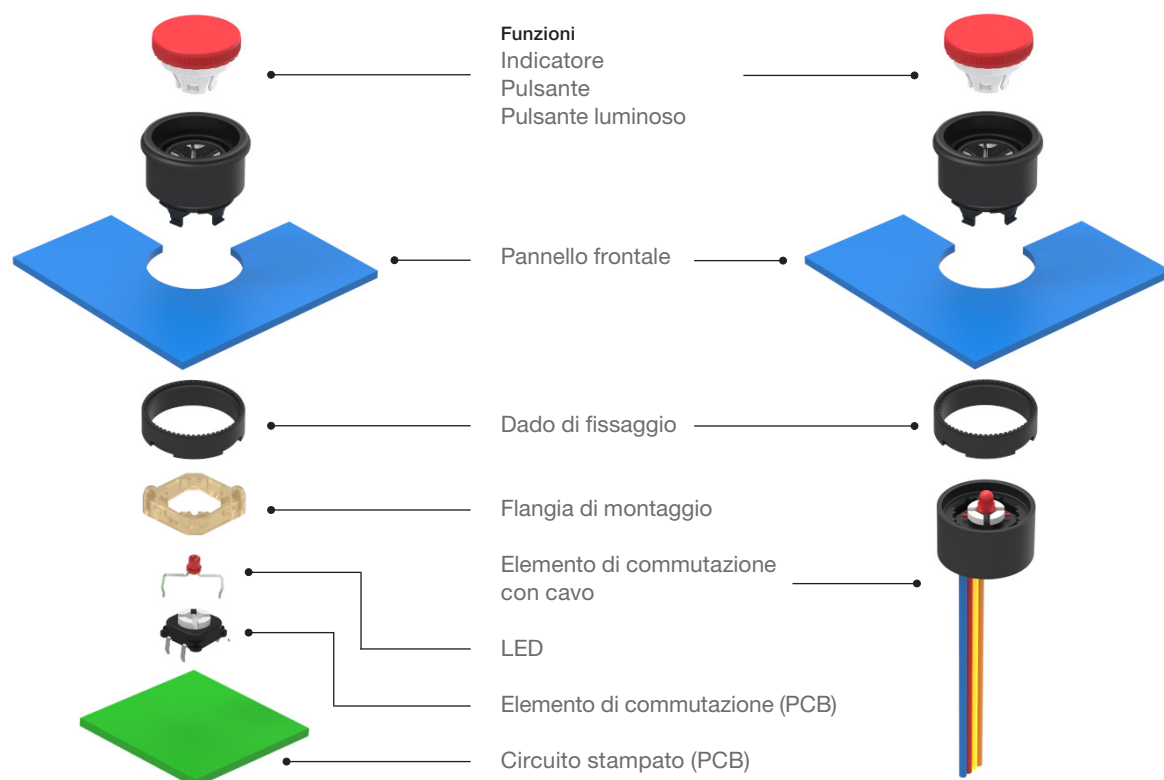 Funzioni
Indicatore
Pulsante
Pulsante luminoso
Pannello frontale
Dado di fissaggio
Flangia di montaggio
Elemento di commutazione
con cavo
LED
Elemento di commutazione (PCB)
Circuito stampato (PCB)